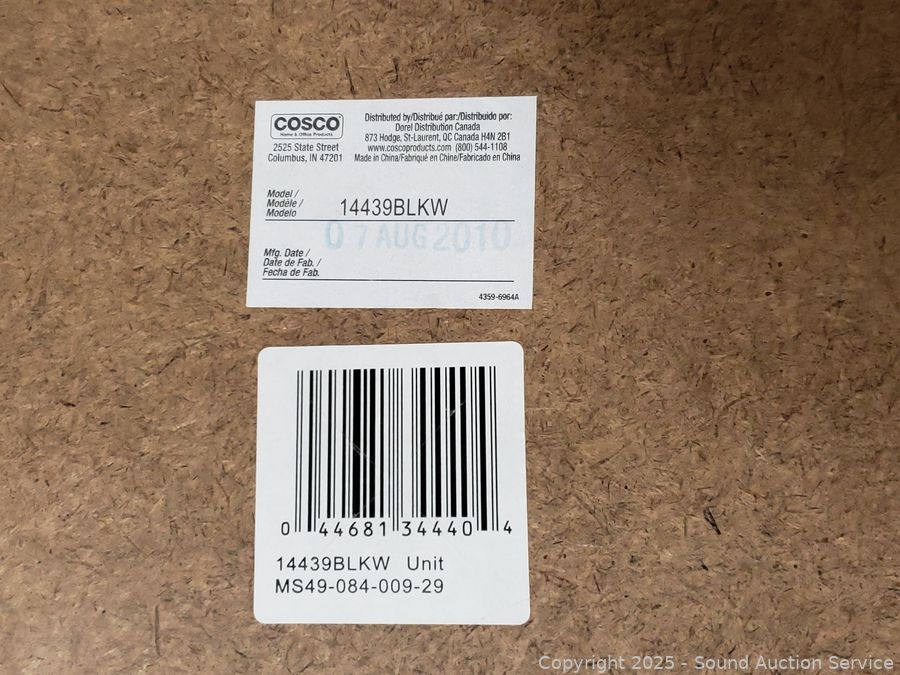 COSCO
Home & Office Products
2525 State Street
Columbus, IN 47201
Distributed by/Distribué par:/Distribuido por:
Dorel Distribution Canada
873 Hodge, St-Laurent, QC Canada H4N 2B1
www.coscoproducts.com (800) 544-1108
Made in China/Fabriqué en Chine/Fabricado en China
Model /
Modèle /
Modelo
14439BLKW
07 AUG 2010
Mfg. Date /
Date de Fab. /
Fecha de Fab.
4359-6964A
0 44681 34440 4
14439BLKW Unit
MS49-084-009-29
Copyright 2025 - Sound Auction Service